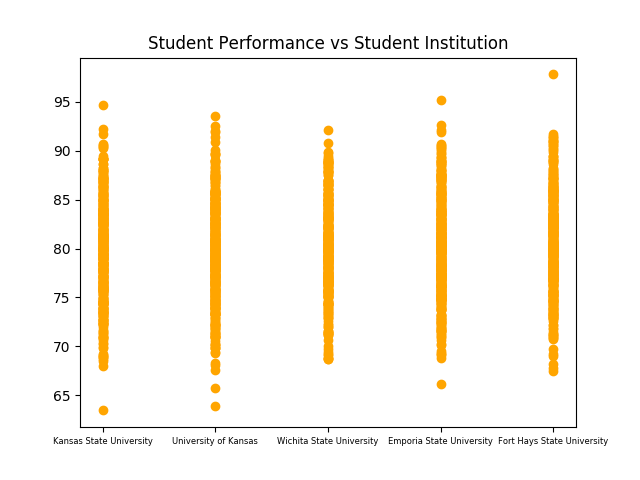 Student Performance vs Student Institution
95
90
85
80
75
70
65
Kansas State University
University of Kansas
Wichita State University
Emporia State University
Fort Hays State University